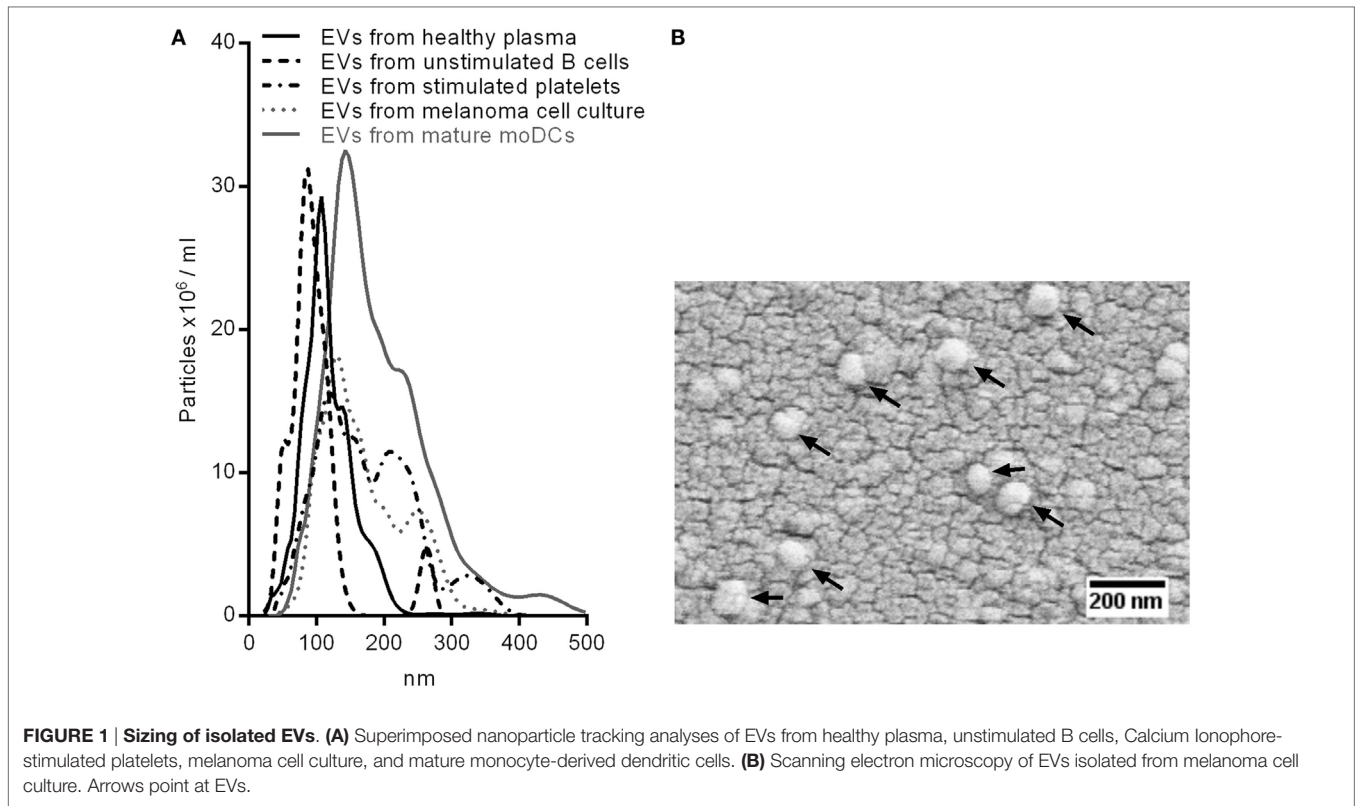 A
40
EVs from healthy plasma
EVs from unstimulated B cells
EVs from stimulated platelets
EVs from melanoma cell culture
EVs from mature moDCs
30
20
10
0
Particles x10⁶ / ml
0 100 200 300 400 500
nm
B
200 nm
FIGURE 1 | Sizing of isolated EVs. (A) Superimposed nanoparticle tracking analyses of EVs from healthy plasma, unstimulated B cells, Calcium Ionophore-
stimulated platelets, melanoma cell culture, and mature monocyte-derived dendritic cells. (B) Scanning electron microscopy of EVs isolated from melanoma cell
culture. Arrows point at EVs.